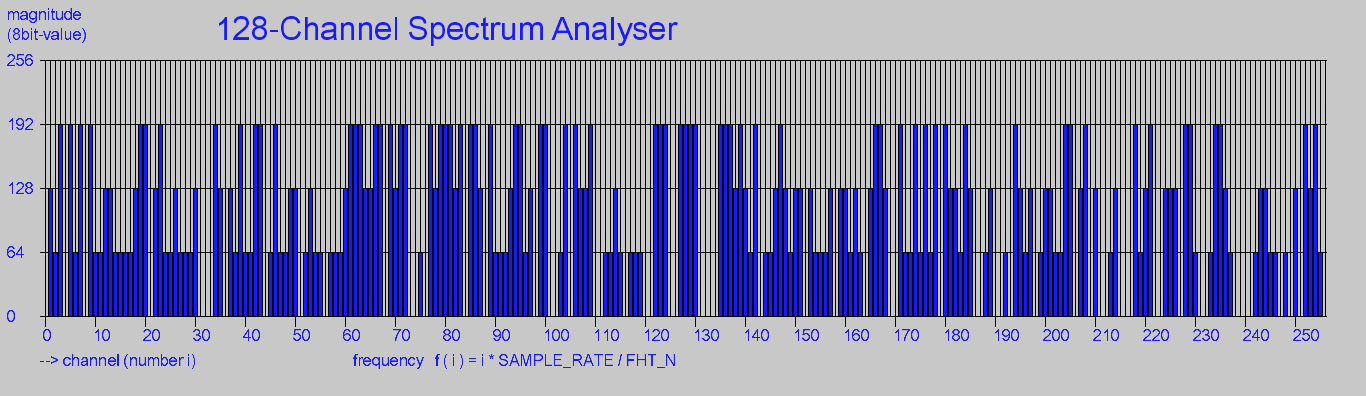 magnitude
(8bit-value)
128-Channel Spectrum Analyser
256
192
128
64
0
0 10 20 30 40 50 60 70 80 90 100 110 120 130 140 150 160 170 180 190 200 210 220 230 240 250
--> channel (number i)
frequency f ( i ) = i * SAMPLE_RATE / FHT_N